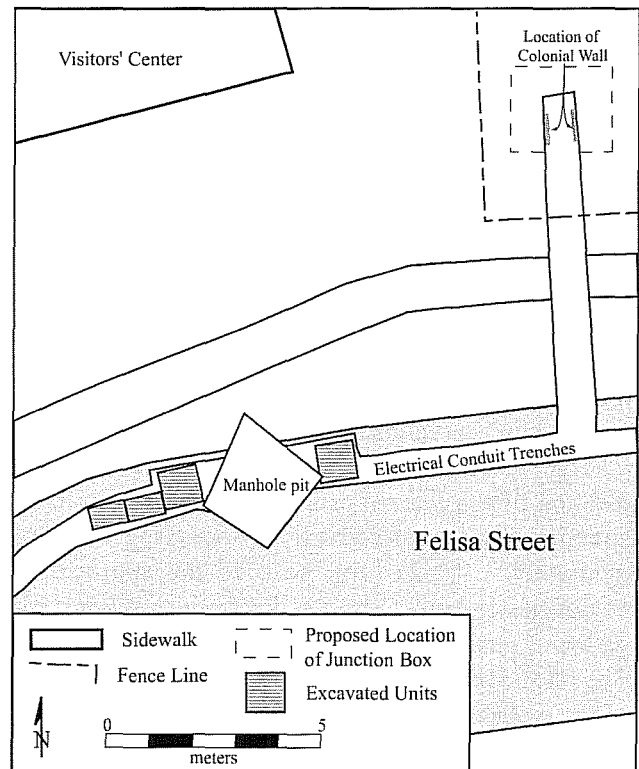 Visitors' Center
Location of
Colonial Wall
Manhole pit
Electrical Conduit Trenches
Felisa Street
Sidewalk
Fence Line
Proposed Location
of Junction Box
Excavated Units
N
0 5
meters